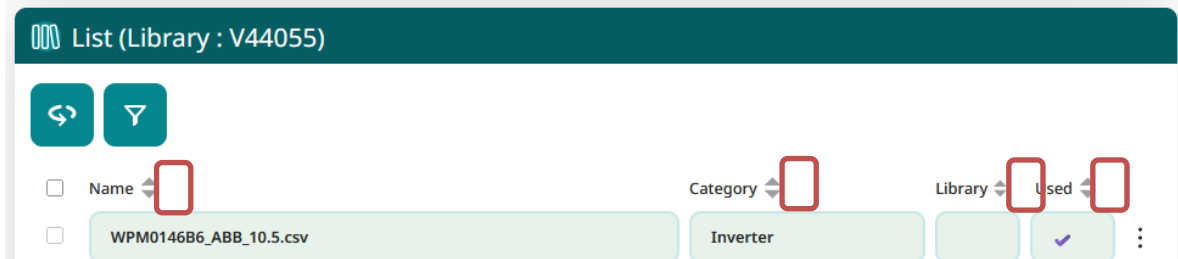 List (Library : V44055)
Name Category Library Used
WPM0146B6_ABB_10.5.csv Inverter